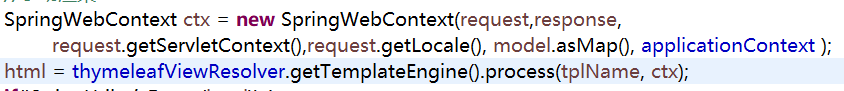 SpringWebContext ctx = new SpringWebContext(request,response,
request.getServletContext(),request.getLocale(), model.asMap(), applicationContext );
html = thymeleafViewResolver.getTemplateEngine().process(tplName, ctx);